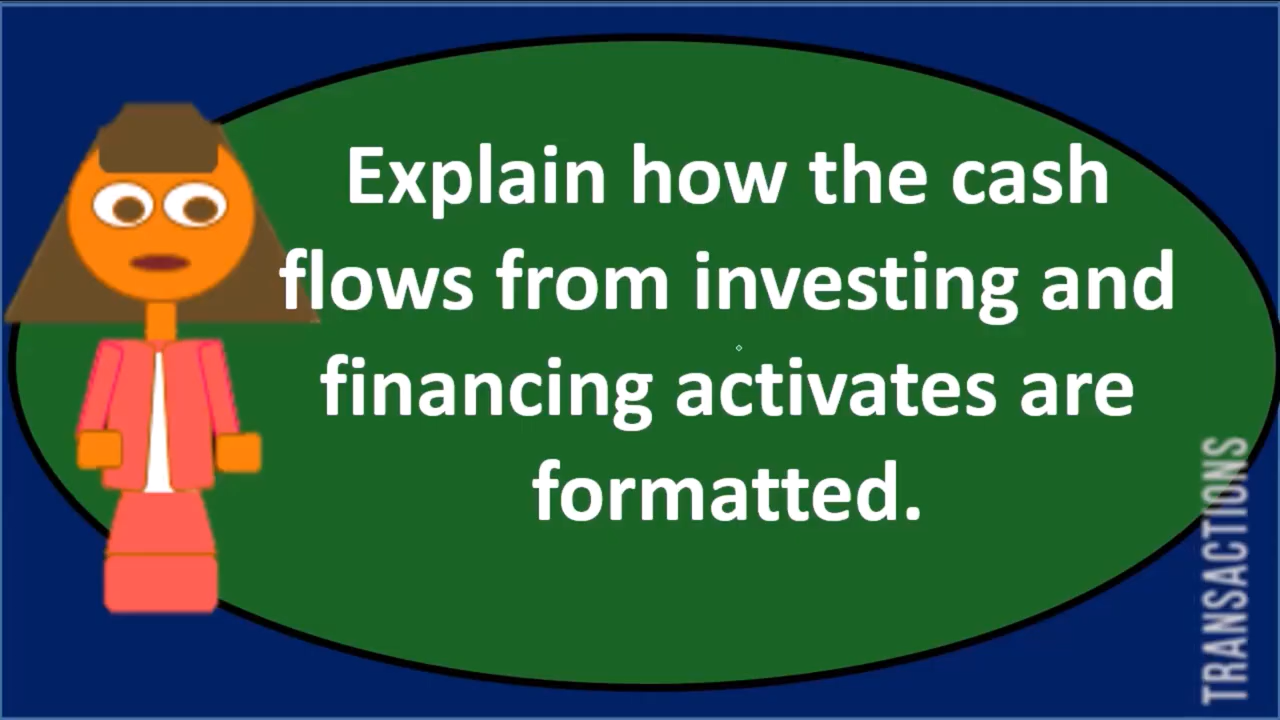 Explain how the cash
flows from investing and
financing activates are
formatted.
TRANSACTIONS